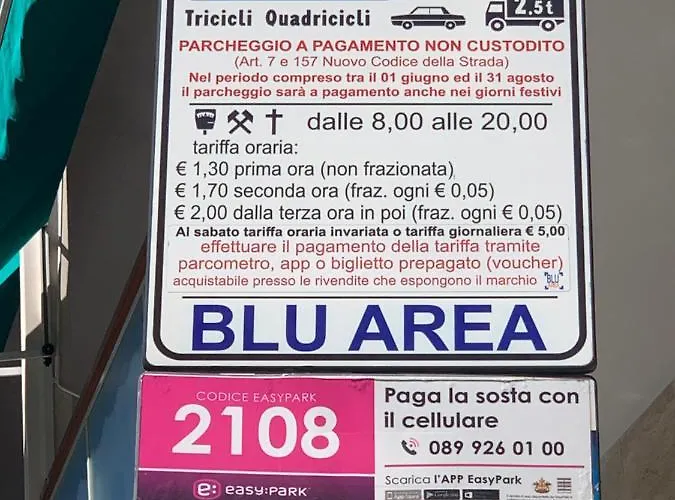 2.5t
Tricicli Quadricicli
PARCHEGGIO A PAGAMENTO NON CUSTODITO
(Art. 7 e 157 Nuovo Codice della Strada)
Nel periodo compreso tra il 01 giugno ed il 31 agosto
il parcheggio sarà a pagamento anche nei giorni festivi
dalle 8,00 alle 20,00
tariffa oraria:
€ 1,30 prima ora (non frazionata)
€ 1,70 seconda ora (fraz. ogni € 0,05)
€ 2,00 dalla terza ora in poi (fraz. ogni € 0,05)
Al sabato tariffa oraria invariata o tariffa giornaliera € 5,00
effettuare il pagamento della tariffa tramite
parcometro, app o biglietto prepagato (voucher)
acquistabile presso le rivendite che espongono il marchio BLU
BLU AREA
CODICE EASYPARK
2108
easy:PARK
Paga la sosta con
il cellulare
089 926 01 00
Scarica l'APP EasyPark